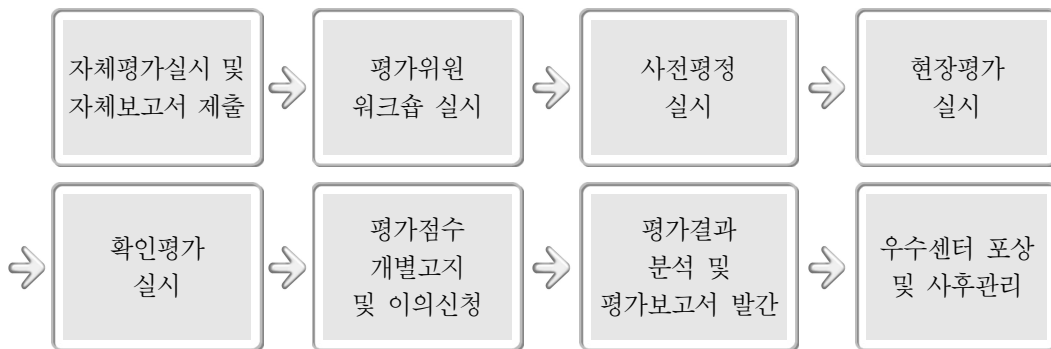 자체평가실시 및
자체보고서 제출
평가위원
워크숍 실시
사전평정
실시
현장평가
실시
확인평가
실시
평가점수
개별고지
및 이의신청
평가결과
분석 및
평가보고서 발간
우수센터 포상
및 사후관리